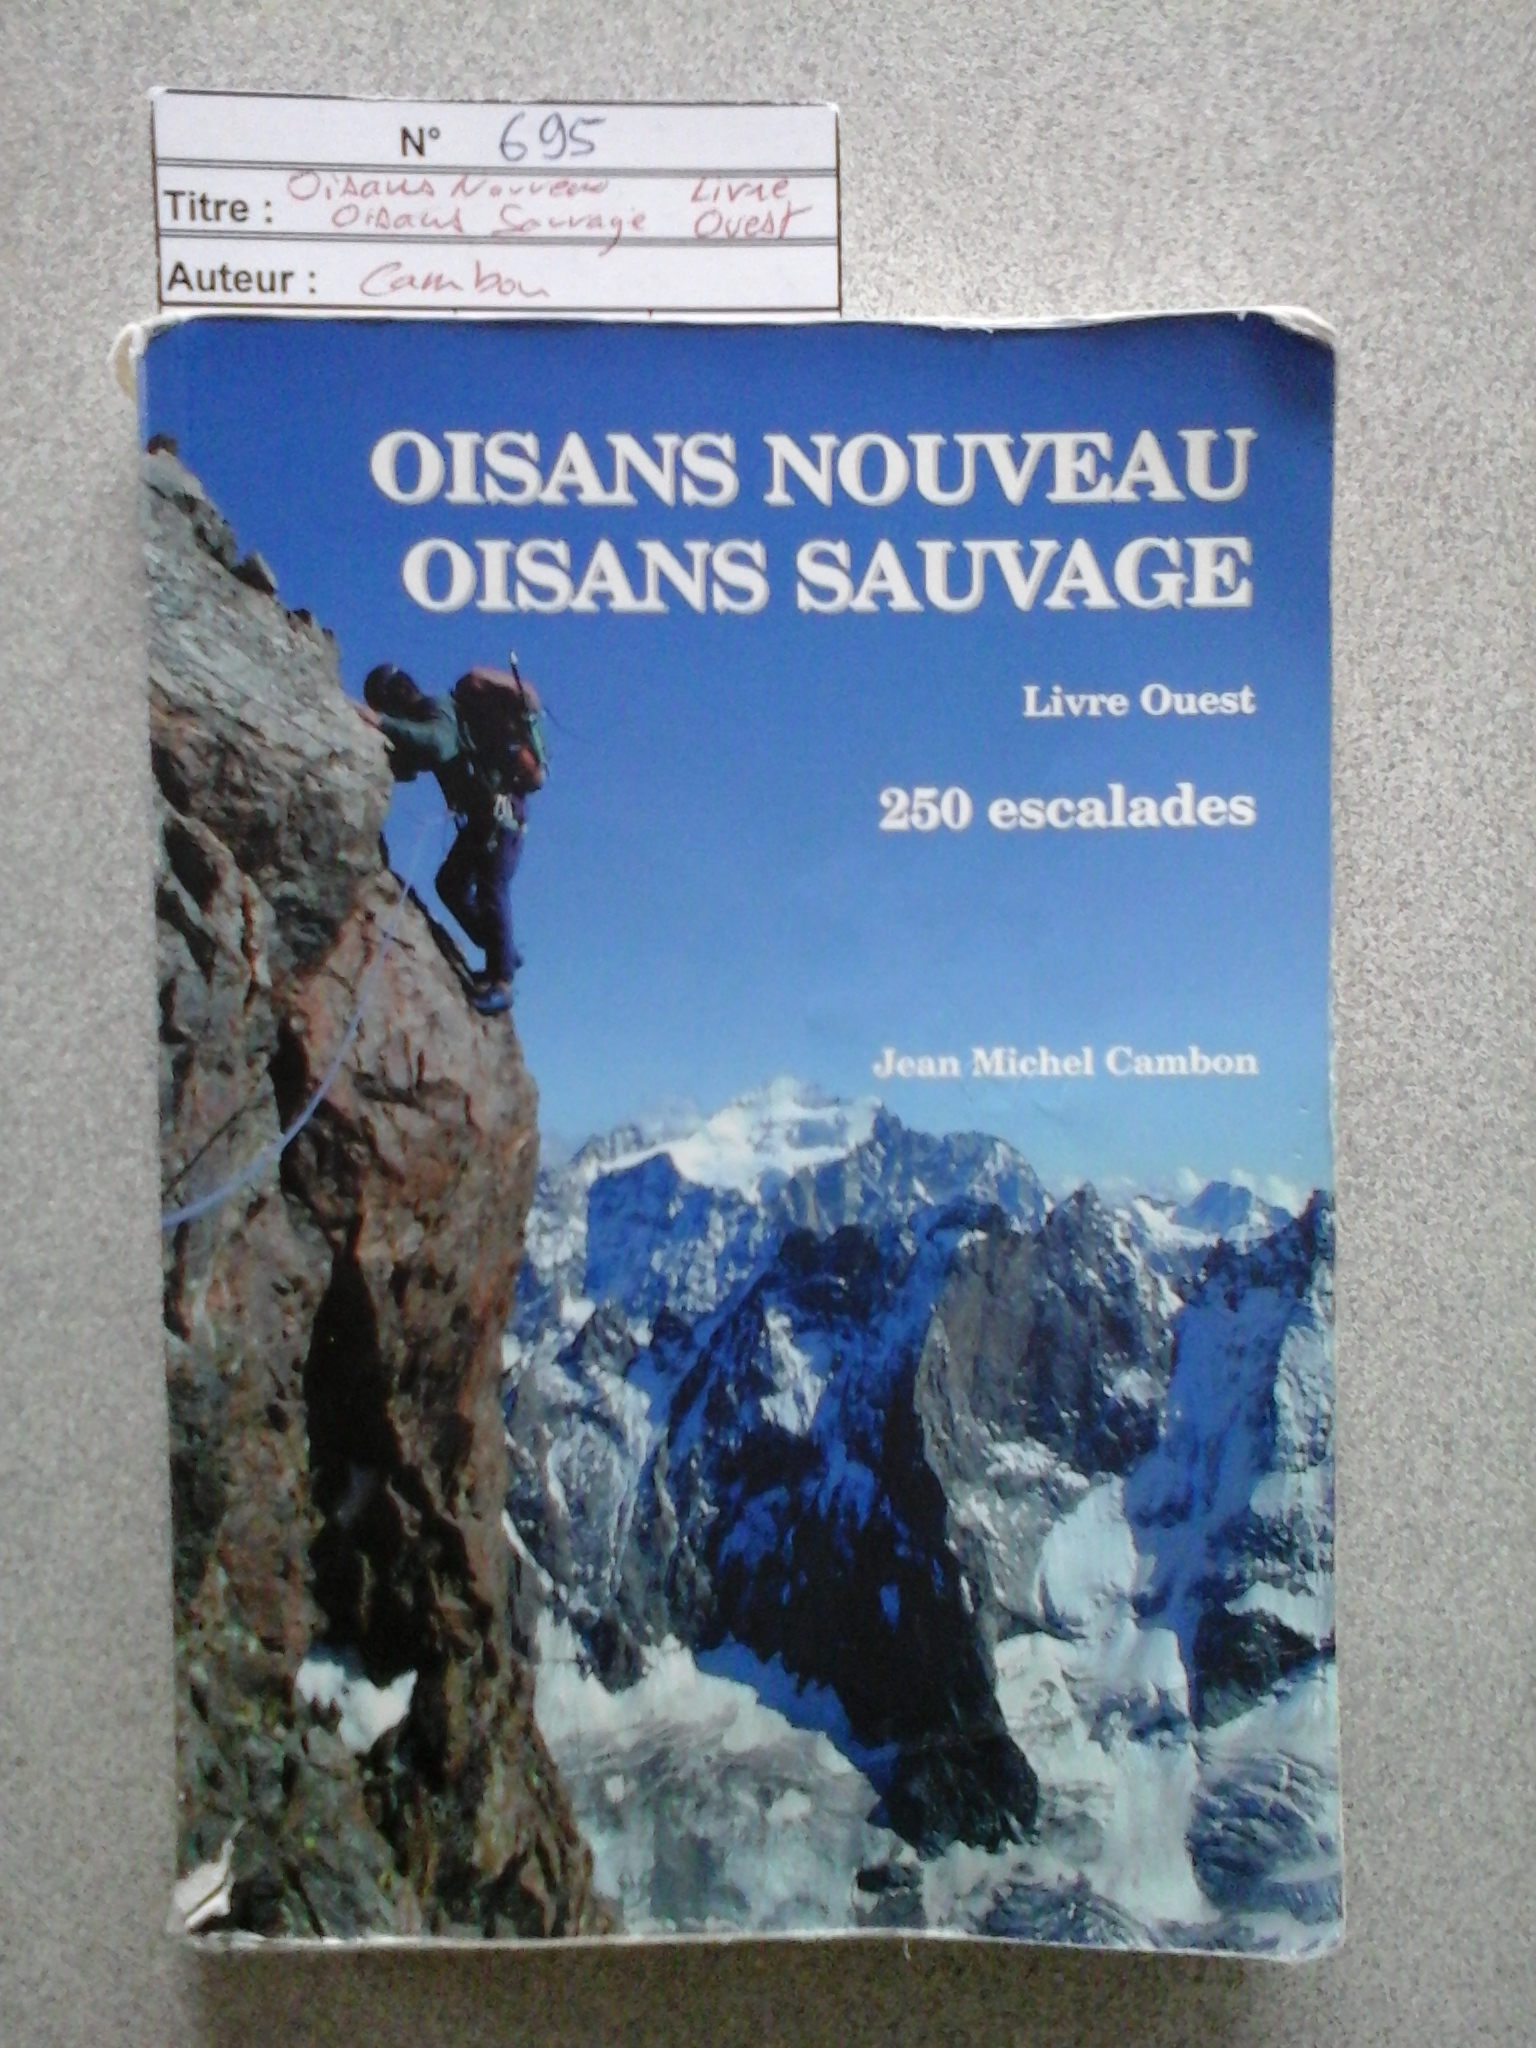 N° 695
Titre : Oisans Nouveau Livre
Oisans Sauvage Ouest
Auteur : Cambon
OISANS NOUVEAU
OISANS SAUVAGE
Livre Ouest
250 escalades
Jean Michel Cambon